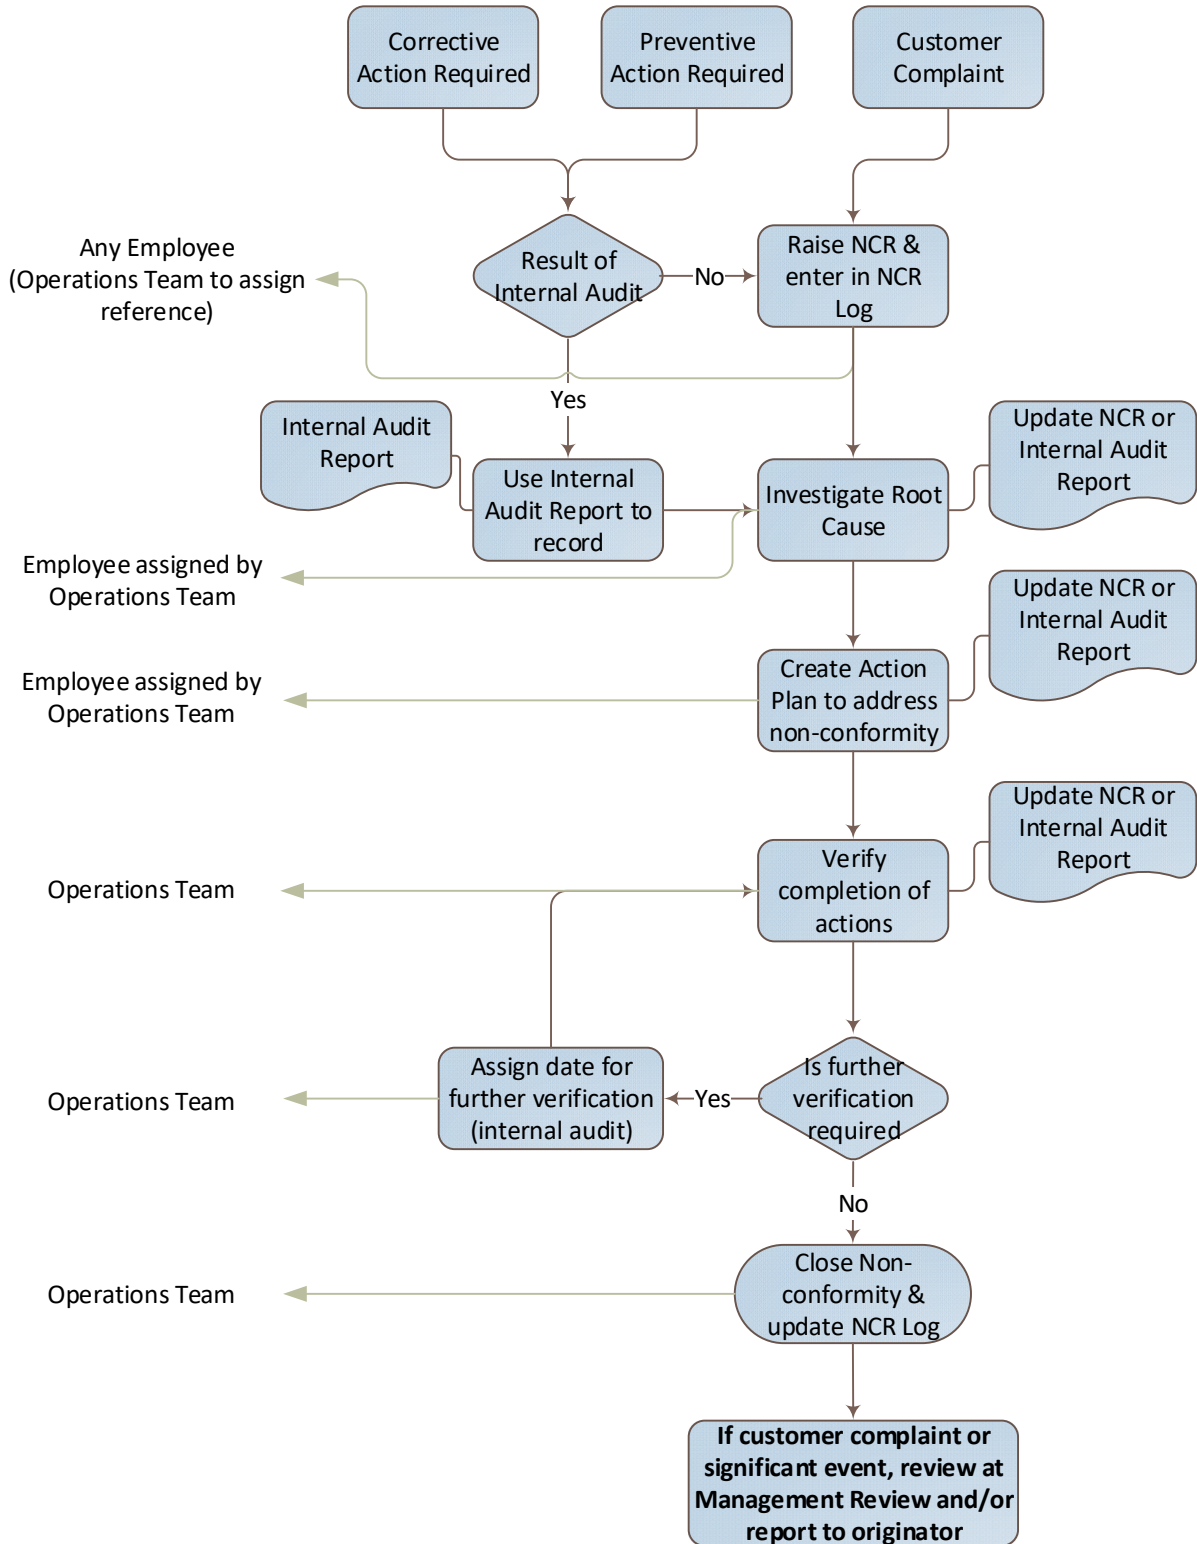 Corrective
Action Required
Preventive
Action Required
Customer
Complaint
Any Employee
(Operations Team to assign
reference)
Result of
Internal Audit
No
Raise NCR &
enter in NCR
Log
Yes
Internal Audit
Report
Use Internal
Audit Report to
record
Investigate Root
Cause
Update NCR or
Internal Audit
Report
Employee assigned by
Operations Team
Update NCR or
Internal Audit
Report
Employee assigned by
Operations Team
Create Action
Plan to address
non-conformity
Update NCR or
Internal Audit
Report
Operations Team
Verify
completion of
actions
Operations Team
Assign date for
further verification
(internal audit)
Yes
Is further
verification
required
No
Operations Team
Close Non-
conformity &
update NCR Log
If customer complaint or
significant event, review at
Management Review and/or
report to originator